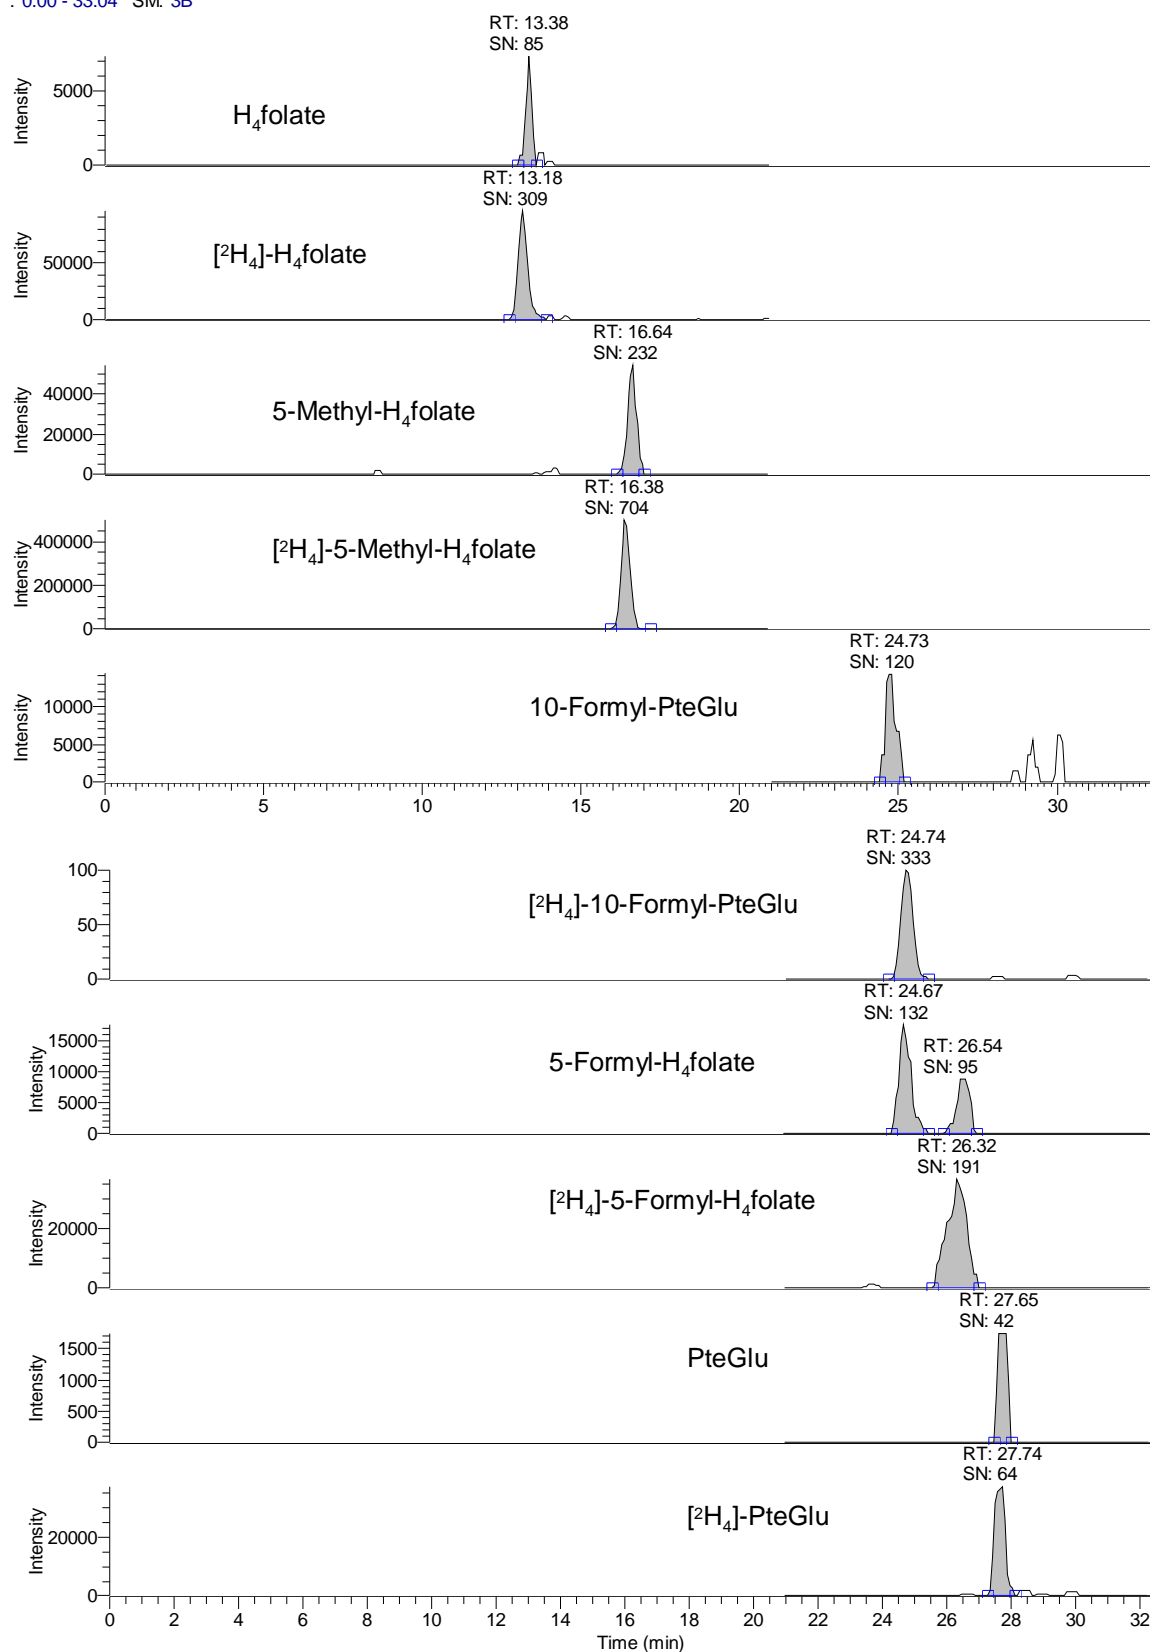 : 0.00 - 33.04 SM: 3B
RT: 13.38
SN: 85
Intensity
5000
0
H₄folate
RT: 13.18
SN: 309
Intensity
50000
0
[²H₄]-H₄folate
RT: 16.64
SN: 232
Intensity
40000
20000
0
5-Methyl-H₄folate
RT: 16.38
SN: 704
Intensity
400000
200000
0
[²H₄]-5-Methyl-H₄folate
RT: 24.73
SN: 120
Intensity
10000
5000
0
10-Formyl-PteGlu
0 5 10 15 20 25 30
RT: 24.74
SN: 333
100
50
0
[²H₄]-10-Formyl-PteGlu
RT: 24.67
SN: 132
RT: 26.54
SN: 95
Intensity
15000
10000
5000
0
5-Formyl-H₄folate
RT: 26.32
SN: 191
Intensity
20000
0
[²H₄]-5-Formyl-H₄folate
RT: 27.65
SN: 42
Intensity
1500
1000
500
0
PteGlu
RT: 27.74
SN: 64
Intensity
20000
0
[²H₄]-PteGlu
0 2 4 6 8 10 12 14 16 18 20 22 24 26 28 30 32
Time (min)